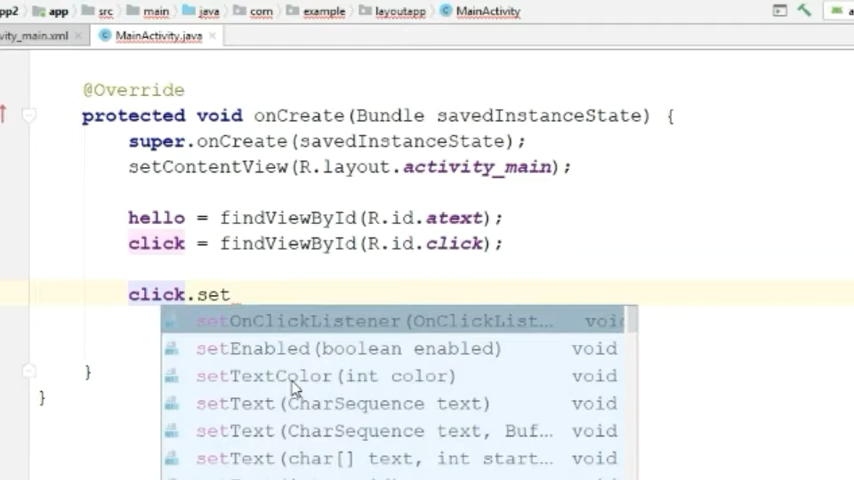 pp2 app src main java com example layoutapp MainActivity
vity_main.xml MainActivity.java
@Override
protected void onCreate(Bundle savedInstanceState) {
super.onCreate(savedInstanceState);
setContentView(R.layout.activity_main);
hello = findViewById(R.id.atext);
click = findViewById(R.id.click);
click.set
setOnClickListener(OnClickList... void
setEnabled(boolean enabled) void
setTextColor(int color) void
setText(CharSequence text) void
setText(CharSequence text, Buf... void
setText(char[] text, int start... void
}
}